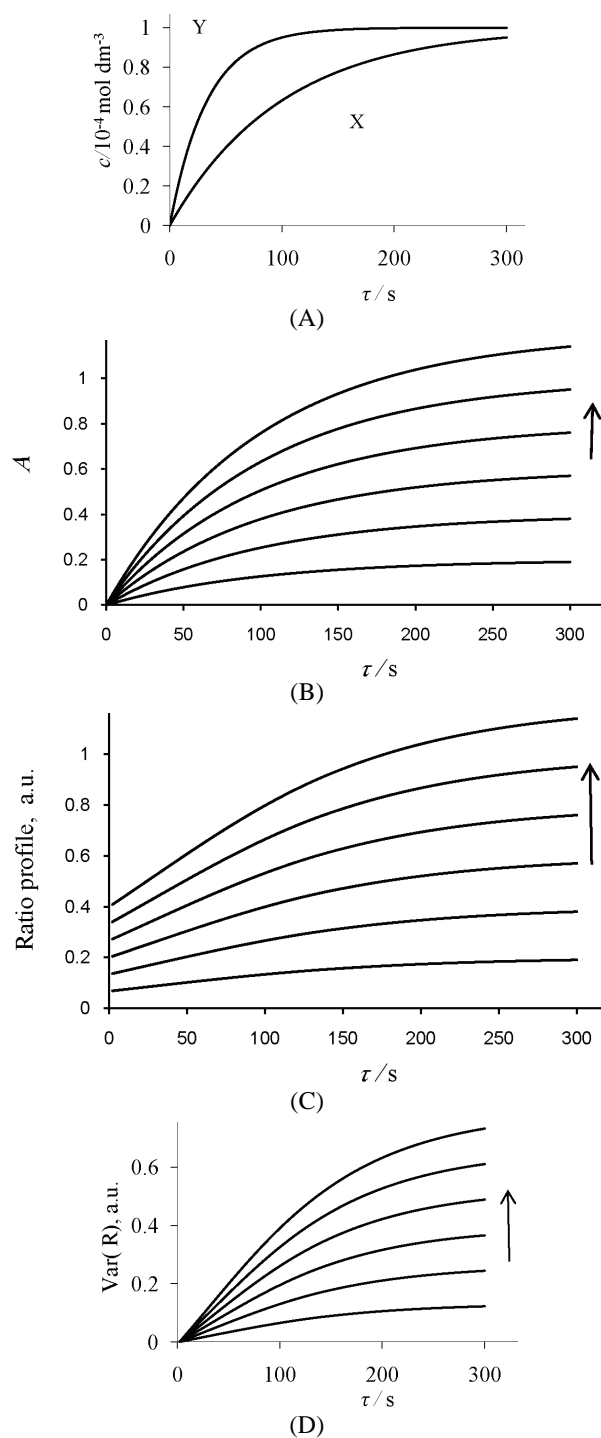 Y
X
c/10⁻⁴ mol dm⁻³
1
0.8
0.6
0.4
0.2
0
0 100 200 300
τ / s
(A)
A
1
0.8
0.6
0.4
0.2
0
0 50 100 150 200 250 300
τ / s
(B)
Ratio profile, a.u.
1
0.8
0.6
0.4
0.2
0
0 50 100 150 200 250 300
τ / s
(C)
Var( R), a.u.
0.6
0.4
0.2
0
0 100 200 300
τ / s
(D)